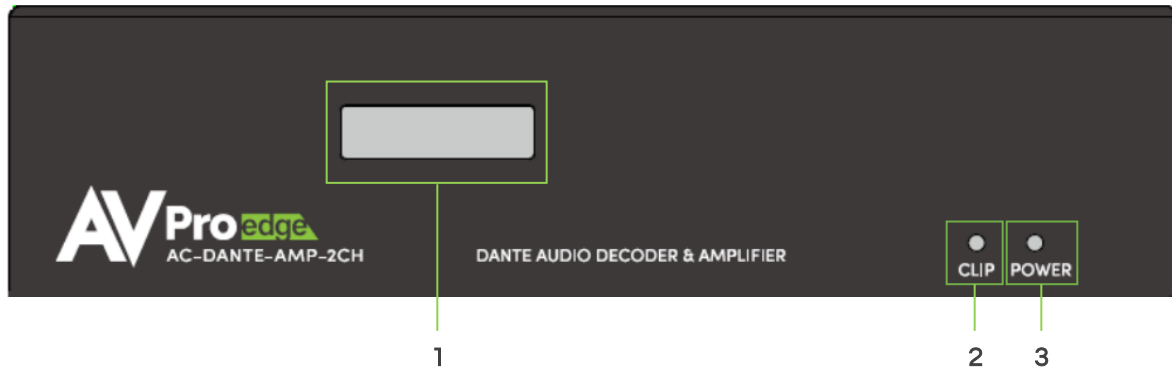 AVPro edge
AC-DANTE-AMP-2CH
DANTE AUDIO DECODER & AMPLIFIER
CLIP POWER
1 2 3